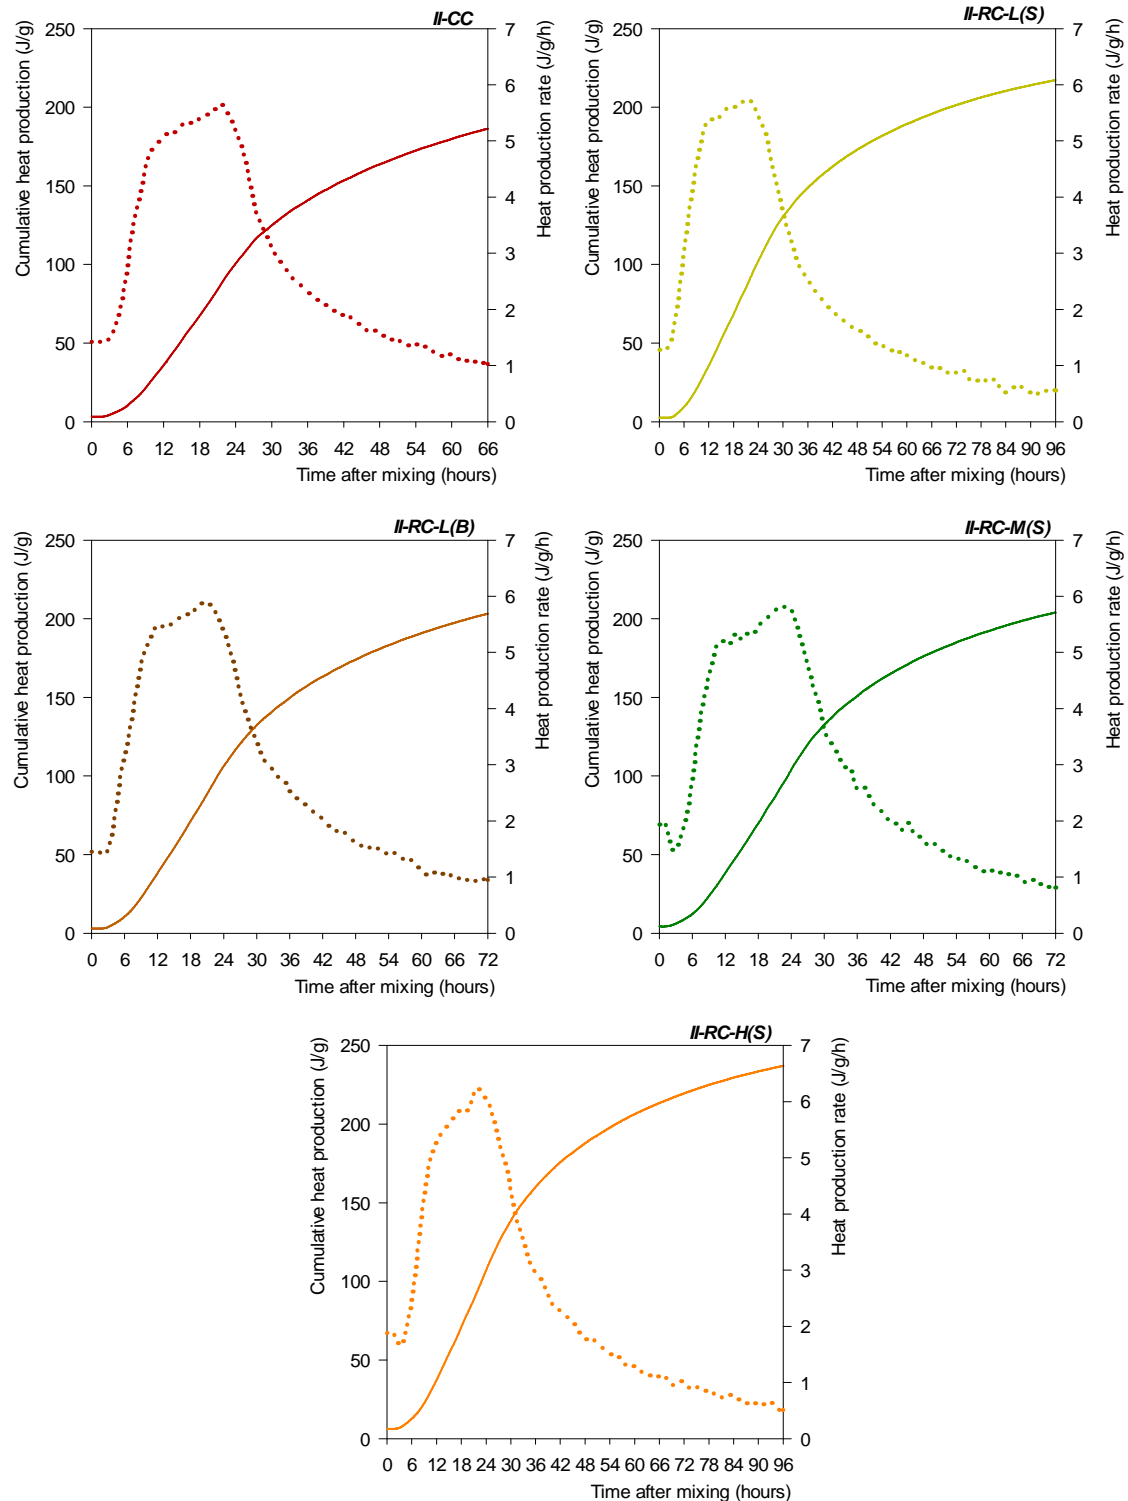 II-CC
Cumulative heat production (J/g)
250
200
150
100
50
0
Heat production rate (J/g/h)
7
6
5
4
3
2
1
0
0 6 12 18 24 30 36 42 48 54 60 66
Time after mixing (hours)
II-RC-L(S)
Cumulative heat production (J/g)
250
200
150
100
50
0
Heat production rate (J/g/h)
7
6
5
4
3
2
1
0
0 6 12 18 24 30 36 42 48 54 60 66 72 78 84 90 96
Time after mixing (hours)
II-RC-L(B)
Cumulative heat production (J/g)
250
200
150
100
50
0
Heat production rate (J/g/h)
7
6
5
4
3
2
1
0
0 6 12 18 24 30 36 42 48 54 60 66 72
Time after mixing (hours)
II-RC-M(S)
Cumulative heat production (J/g)
250
200
150
100
50
0
Heat production rate (J/g/h)
7
6
5
4
3
2
1
0
0 6 12 18 24 30 36 42 48 54 60 66 72
Time after mixing (hours)
II-RC-H(S)
Cumulative heat production (J/g)
250
200
150
100
50
0
Heat production rate (J/g/h)
7
6
5
4
3
2
1
0
0 6 12 18 24 30 36 42 48 54 60 66 72 78 84 90 96
Time after mixing (hours)